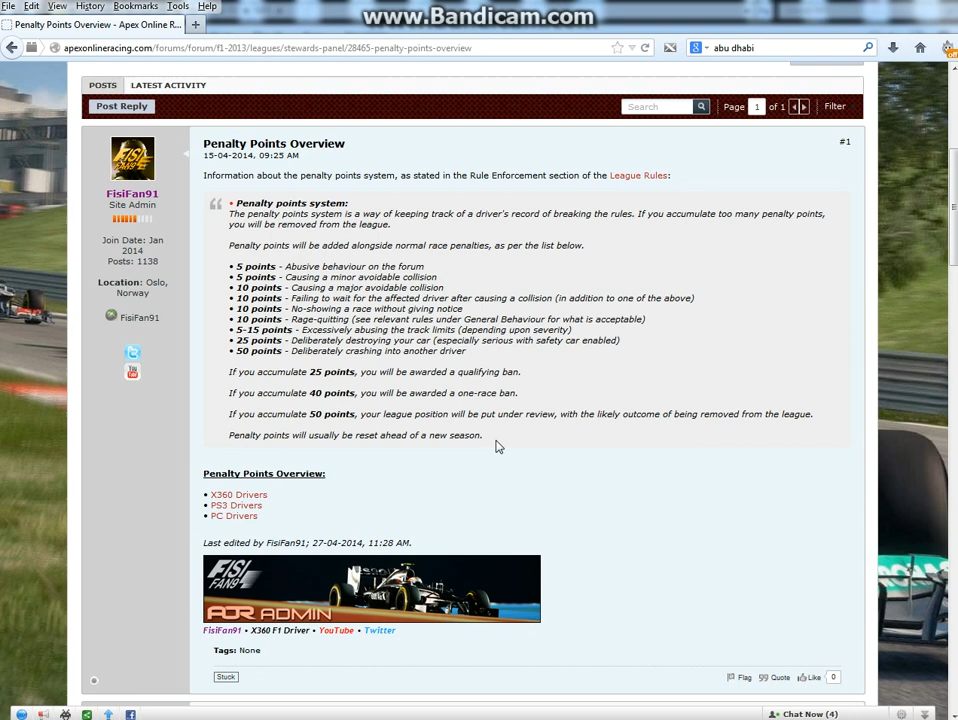 www.Bandicam.com
File Edit View History Bookmarks Tools Help
Penalty Points Overview - Apex Online R...
apexonlineracing.com/forums/forum/f1-2013/leagues/stewards-panel/28465-penalty-points-overview
abu dhabi
off
POSTS LATEST ACTIVITY
Post Reply Search Page 1 of 1 Filter
FISI FAN91
FisiFan91
Site Admin
Join Date: Jan
2014
Posts: 1138
Location: Oslo,
Norway
FisiFan91
You
Penalty Points Overview #1
15-04-2014, 09:25 AM
Information about the penalty points system, as stated in the Rule Enforcement section of the League Rules:
• Penalty points system:
The penalty points system is a way of keeping track of a driver's record of breaking the rules. If you accumulate too many penalty points,
you will be removed from the league.
Penalty points will be added alongside normal race penalties, as per the list below.
• 5 points - Abusive behaviour on the forum
• 5 points - Causing a minor avoidable collision
• 10 points - Causing a major avoidable collision
• 10 points - Failing to wait for the affected driver after causing a collision (in addition to one of the above)
• 10 points - No-showing a race without giving notice
• 10 points - Rage-quitting (see relevant rules under General Behaviour for what is acceptable)
• 5-15 points - Excessively abusing the track limits (depending upon severity)
• 25 points - Deliberately destroying your car (especially serious with safety car enabled)
• 50 points - Deliberately crashing into another driver
If you accumulate 25 points, you will be awarded a qualifying ban.
If you accumulate 40 points, you will be awarded a one-race ban.
If you accumulate 50 points, your league position will be put under review, with the likely outcome of being removed from the league.
Penalty points will usually be reset ahead of a new season.
Penalty Points Overview:
• X360 Drivers
• PS3 Drivers
• PC Drivers
Last edited by FisiFan91; 27-04-2014, 11:28 AM.
FISI
FAN91
AOR ADMIN
FisiFan91 • X360 F1 Driver • YouTube • Twitter
Tags: None
Stuck Flag Quote Like 0
Chat Now (4)